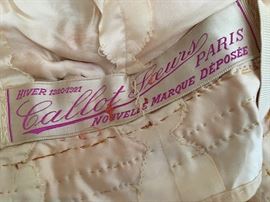 HIVER 1920-1921
Callot Sœurs PARIS
NOUVELLE MARQUE DÉPOSÉE